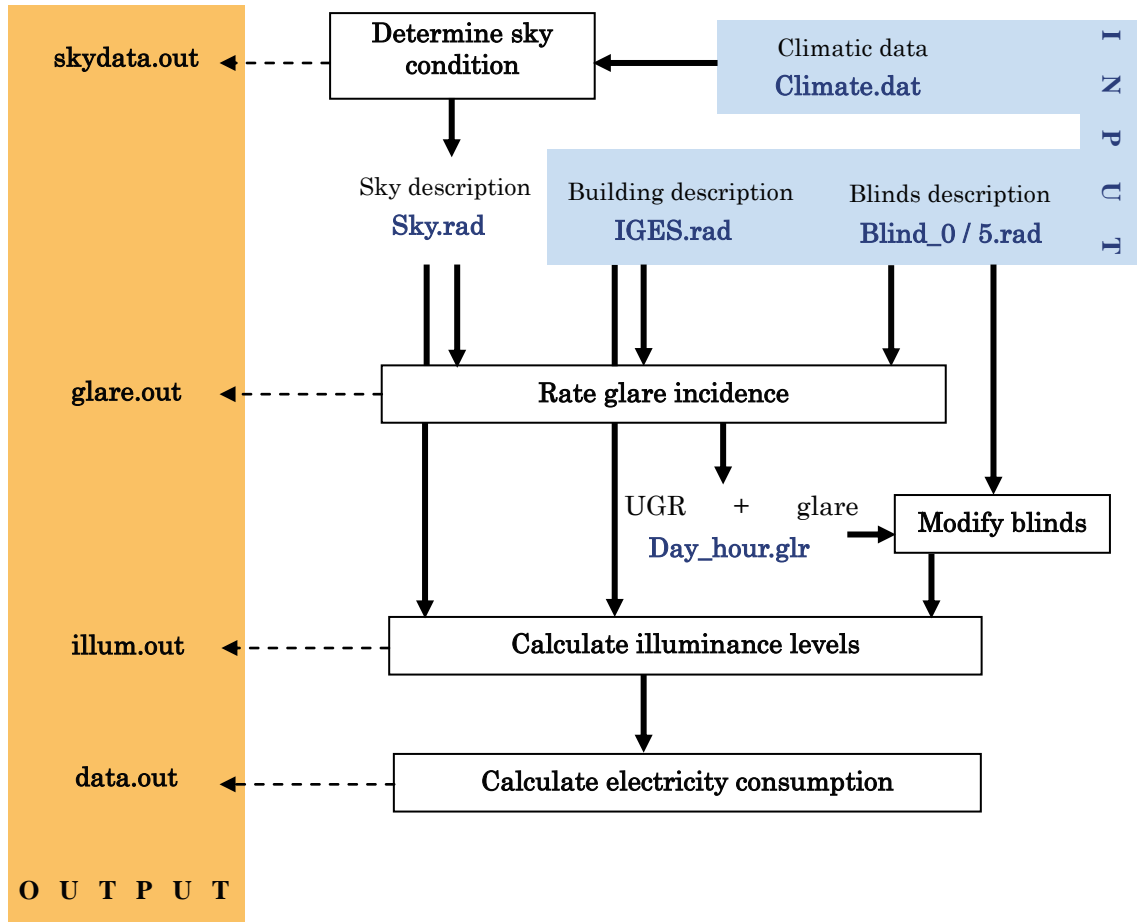 Determine sky
condition
skydata.out
Climatic data
Climate.dat
I N P U T
Sky description
Sky.rad
Building description
IGES.rad
Blinds description
Blind_0 / 5.rad
glare.out
Rate glare incidence
UGR + glare
Day_hour.glr
Modify blinds
illum.out
Calculate illuminance levels
data.out
Calculate electricity consumption
O U T P U T